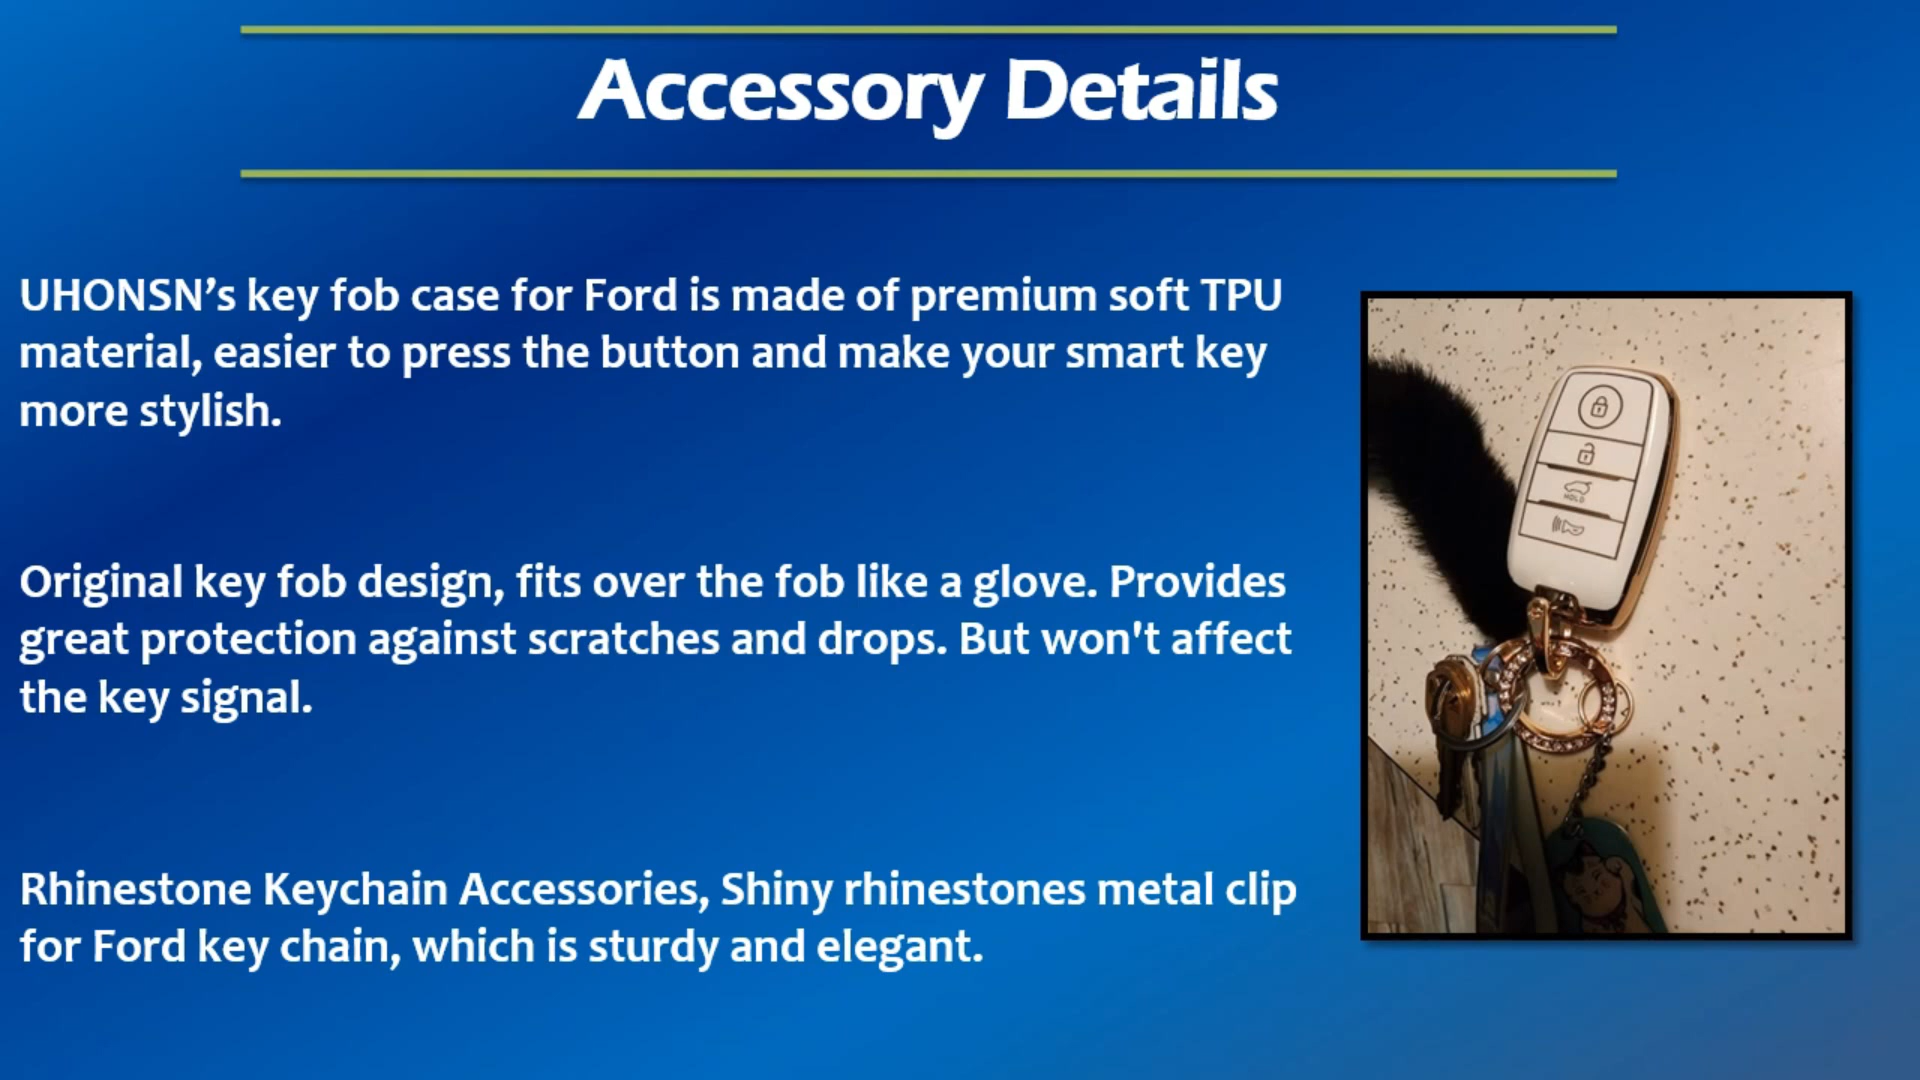 Accessory Details
UHONSN’s key fob case for Ford is made of premium soft TPU
material, easier to press the button and make your smart key
more stylish.
Original key fob design, fits over the fob like a glove. Provides
great protection against scratches and drops. But won't affect
the key signal.
Rhinestone Keychain Accessories, Shiny rhinestones metal clip
for Ford key chain, which is sturdy and elegant.
HOLD